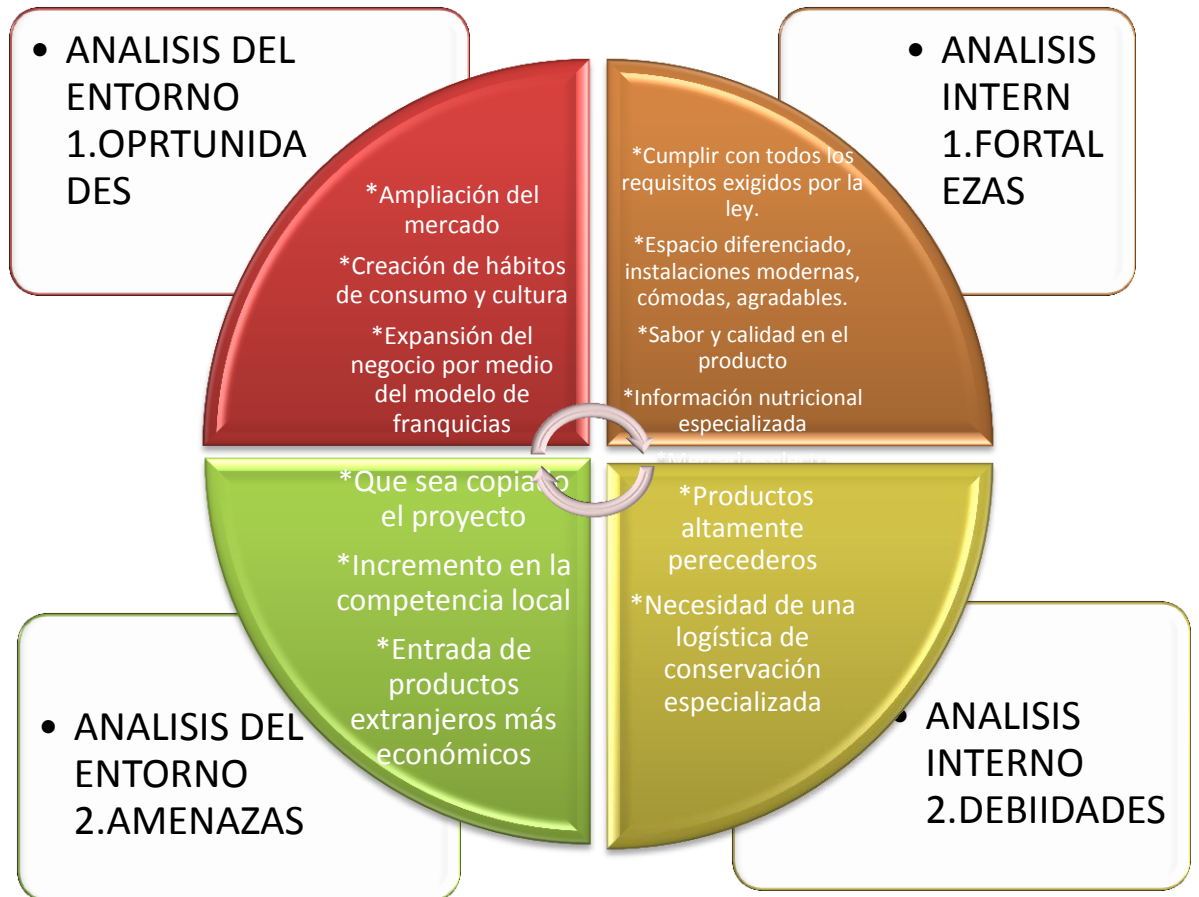 • ANALISIS DEL
ENTORNO
1.OPRTUNIDA
DES
*Ampliación del
mercado
*Creación de hábitos
de consumo y cultura
*Expansión del
negocio por medio
del modelo de
franquicias
• ANALISIS
INTERN
1.FORTAL
EZAS
*Cumplir con todos los
requisitos exigidos por la
ley.
*Espacio diferenciado,
instalaciones modernas,
cómodas, agradables.
*Sabor y calidad en el
producto
*Información nutricional
especializada
*Que sea copiado
el proyecto
*Incremento en la
competencia local
*Entrada de
productos
extranjeros más
económicos
• ANALISIS DEL
ENTORNO
2.AMENAZAS
*Productos
altamente
perecederos
*Necesidad de una
logística de
conservación
especializada
• ANALISIS
INTERNO
2.DEBIIDADES